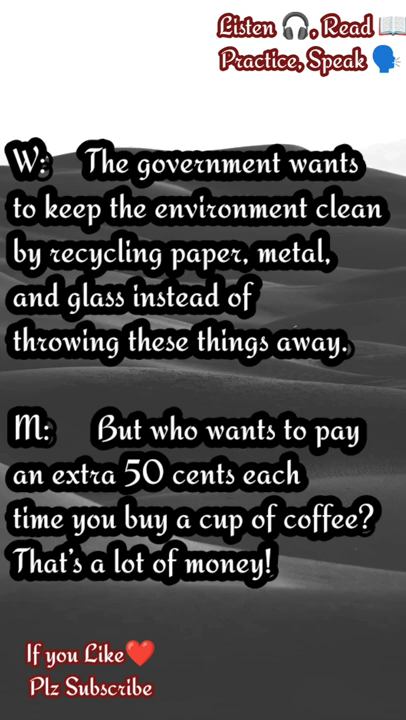 Listen 🎧, Read 📖
Practice, Speak 🗣️
W: The government wants
to keep the environment clean
by recycling paper, metal,
and glass instead of
throwing these things away.
M: But who wants to pay
an extra 50 cents each
time you buy a cup of coffee?
That's a lot of money!
If you Like❤️
Plz Subscribe